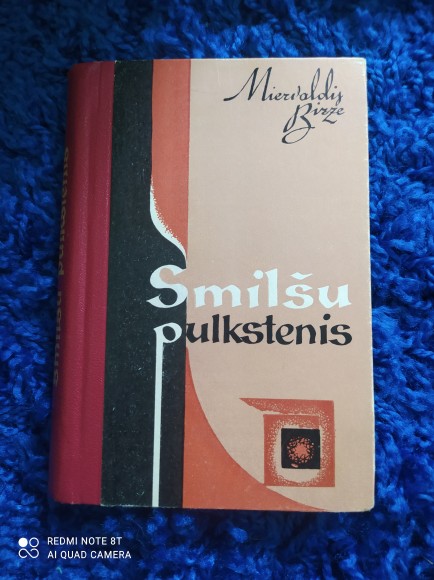 Miervaldis
Birze
Smilšu
pulkstenis
Smilšu pulkstenis
REDMI NOTE 8T
AI QUAD CAMERA